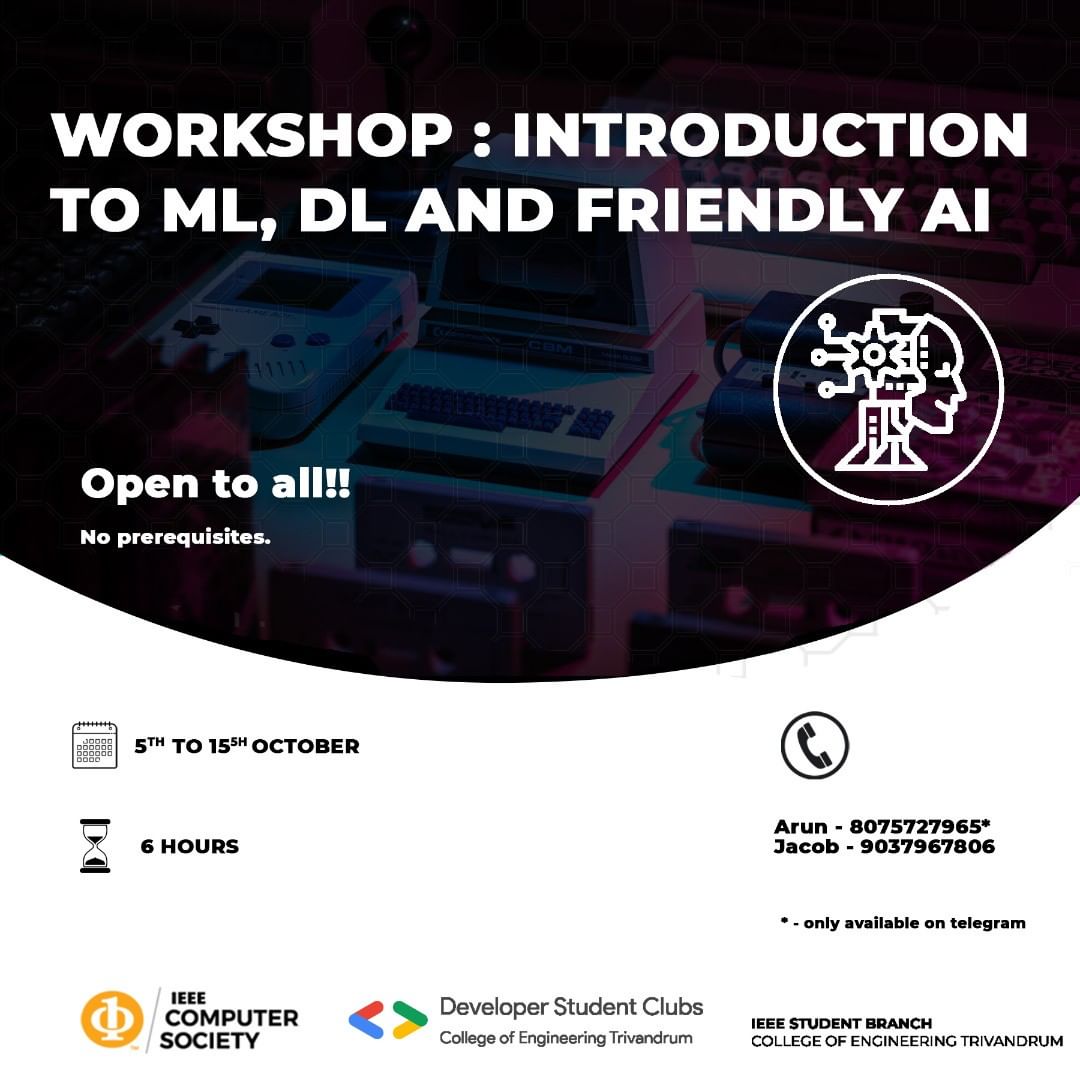 WORKSHOP : INTRODUCTION
TO ML, DL AND FRIENDLY AI
CBM
Open to all!!
No prerequisites.
5TH TO 15SH OCTOBER
6 HOURS
Arun - 8075727965*
Jacob - 9037967806
* - only available on telegram
IEEE
COMPUTER
SOCIETY
TM
Developer Student Clubs
College of Engineering Trivandrum
IEEE STUDENT BRANCH
COLLEGE OF ENGINEERING TRIVANDRUM